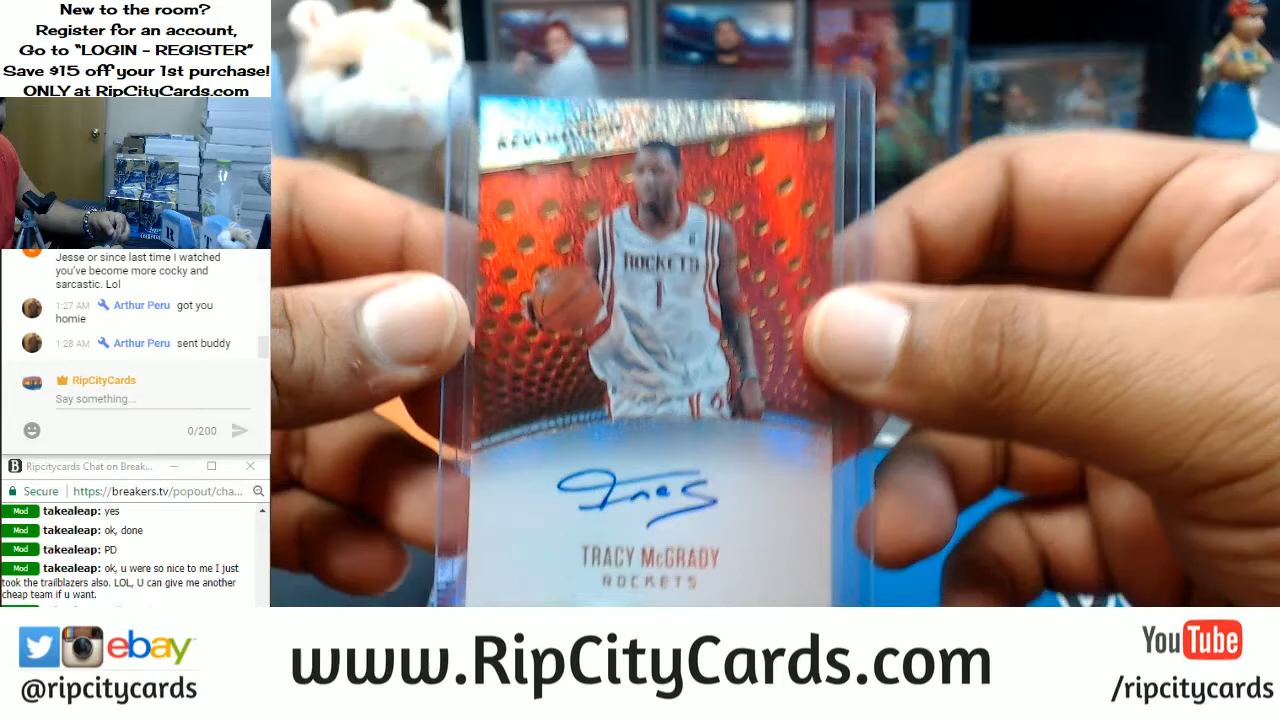 New to the room?
Register for an account,
Go to “LOGIN - REGISTER”
Save $15 off your 1st purchase!
ONLY at RipCityCards.com
Jesse or since last time I watched
you've become more cocky and
sarcastic. Lol
1:27 AM Arthur Peru got you
homie
1:28 AM Arthur Peru sent buddy
RipCityCards
Say something...
0/200
B Ripcitycards Chat on Break...
Secure https://breakers.tv/popout/cha...
Mod takealeap: yes
Mod takealeap: ok, done
Mod takealeap: PD
Mod takealeap: ok, u were so nice to me I just
took the trailblazers also. LOL, U can give me another
cheap team if u want.
R
T
ROCKETS
1
TRACY McGRADY
ROCKETS
ebay
@ripcitycards
www.RipCityCards.com
YouTube
/ripcitycards